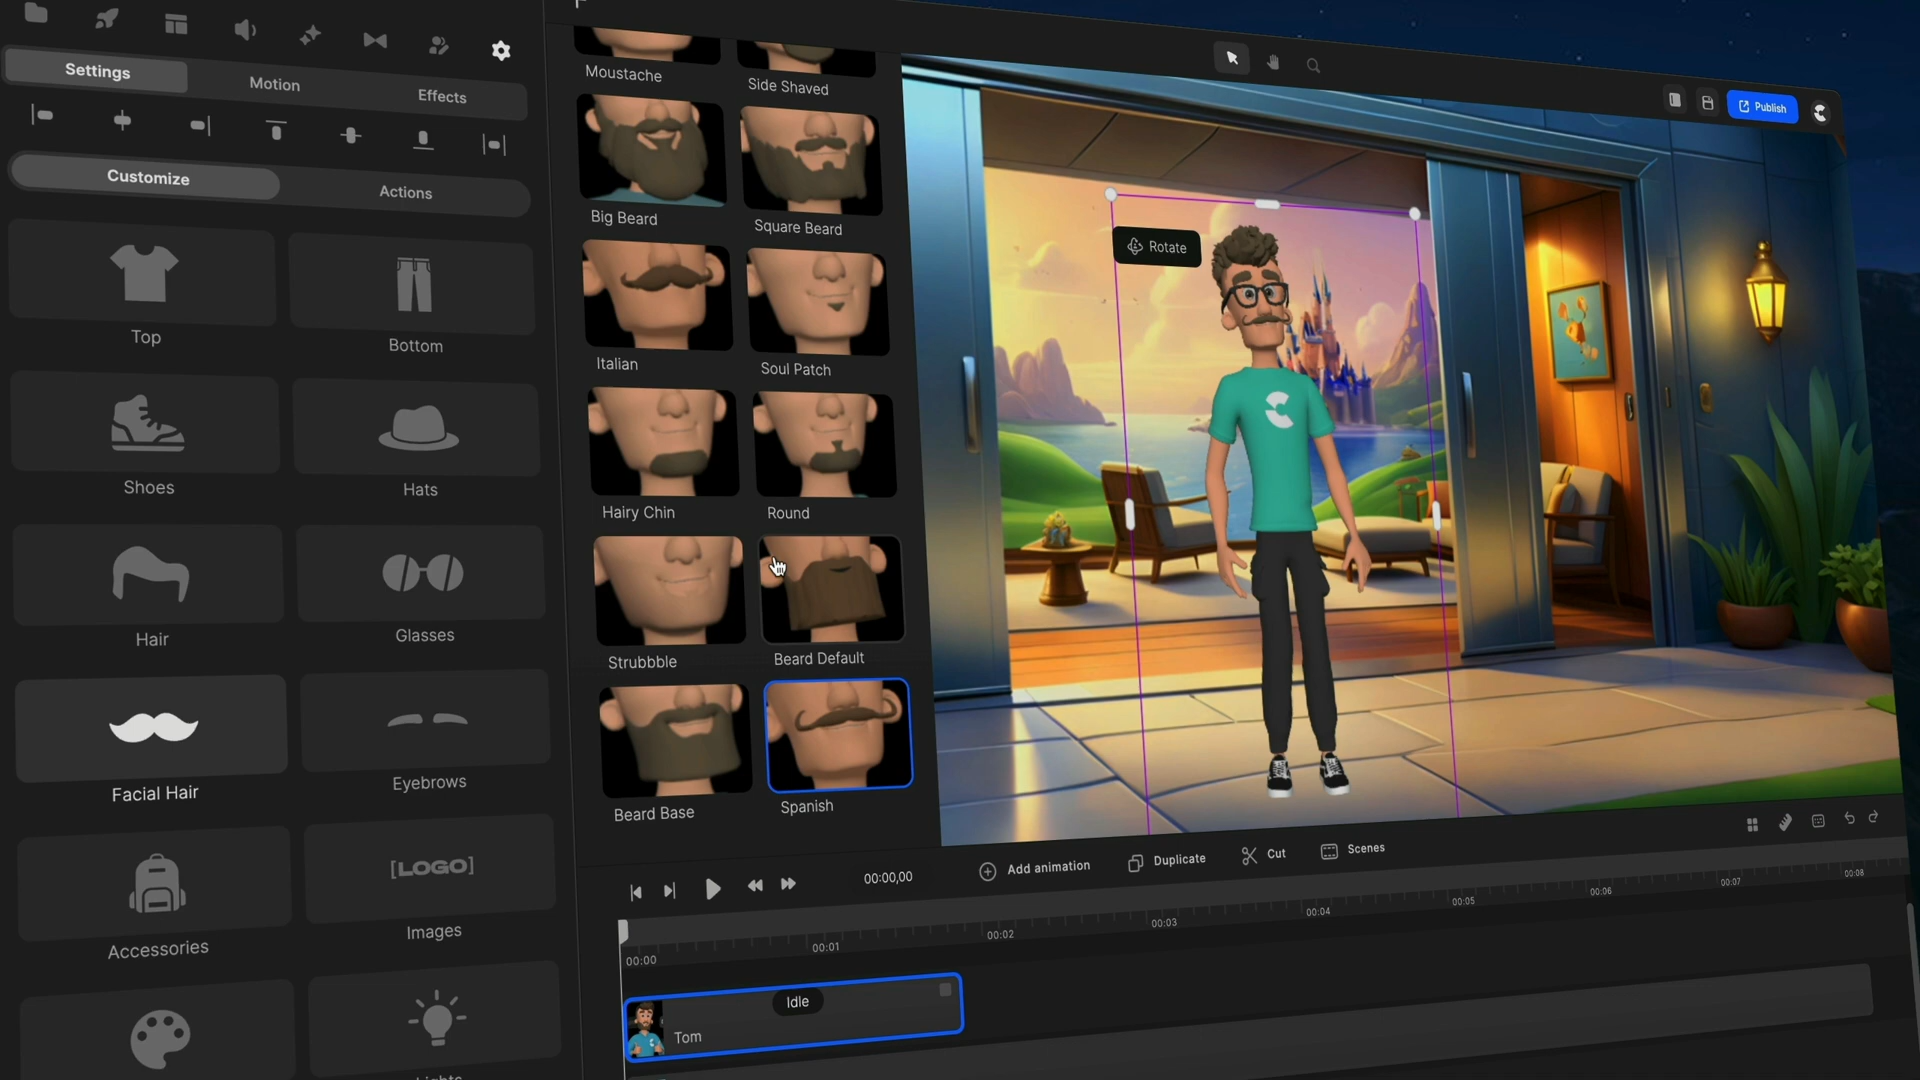 Settings
Motion
Effects
Customize
Actions
Top
Bottom
Shoes
Hats
Hair
Glasses
Facial Hair
Eyebrows
[LOGO]
Accessories
Images
Moustache
Side Shaved
Big Beard
Square Beard
Italian
Soul Patch
Hairy Chin
Round
Strubbble
Beard Default
Beard Base
Spanish
Publish
Rotate
00:00,00
Add animation
Duplicate
Cut
Scenes
00:00
00:01
00:02
00:03
00:04
00:05
00:06
00:07
00:08
Idle
Tom